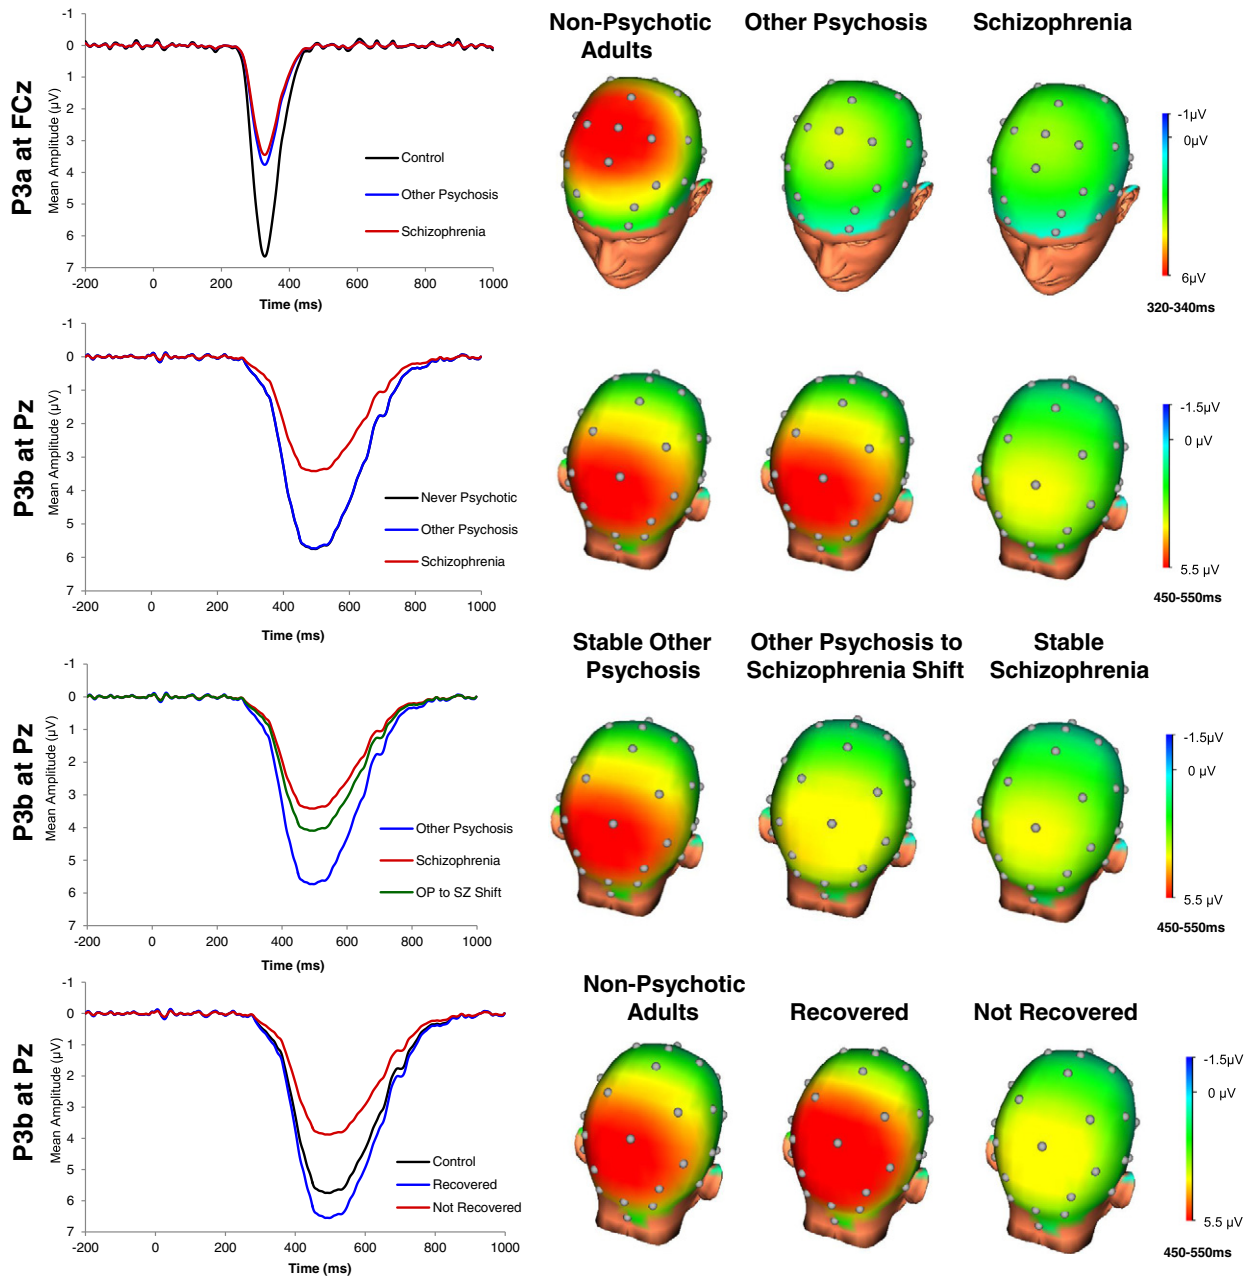 P3a at FCz
Mean Amplitude (µV)
-1
0
1
2
3
4
5
6
7
-200
0
200
400
600
800
1000
Time (ms)
Control
Other Psychosis
Schizophrenia
Non-Psychotic
Adults
Other Psychosis
Schizophrenia
-1µV
0µV
6µV
320-340ms
P3b at Pz
Mean Amplitude (µV)
-1
0
1
2
3
4
5
6
7
-200
0
200
400
600
800
1000
Time (ms)
Never Psychotic
Other Psychosis
Schizophrenia
-1.5µV
0 µV
5.5 µV
450-550ms
P3b at Pz
Mean Amplitude (µV)
-1
0
1
2
3
4
5
6
7
-200
0
200
400
600
800
1000
Time (ms)
Other Psychosis
Schizophrenia
OP to SZ Shift
Stable Other
Psychosis
Other Psychosis to
Schizophrenia Shift
Stable
Schizophrenia
-1.5µV
0 µV
5.5 µV
450-550ms
P3b at Pz
Mean Amplitude (µV)
-1
0
1
2
3
4
5
6
7
-200
0
200
400
600
800
1000
Time (ms)
Control
Recovered
Not Recovered
Non-Psychotic
Adults
Recovered
Not Recovered
-1.5µV
0 µV
5.5 µV
450-550ms